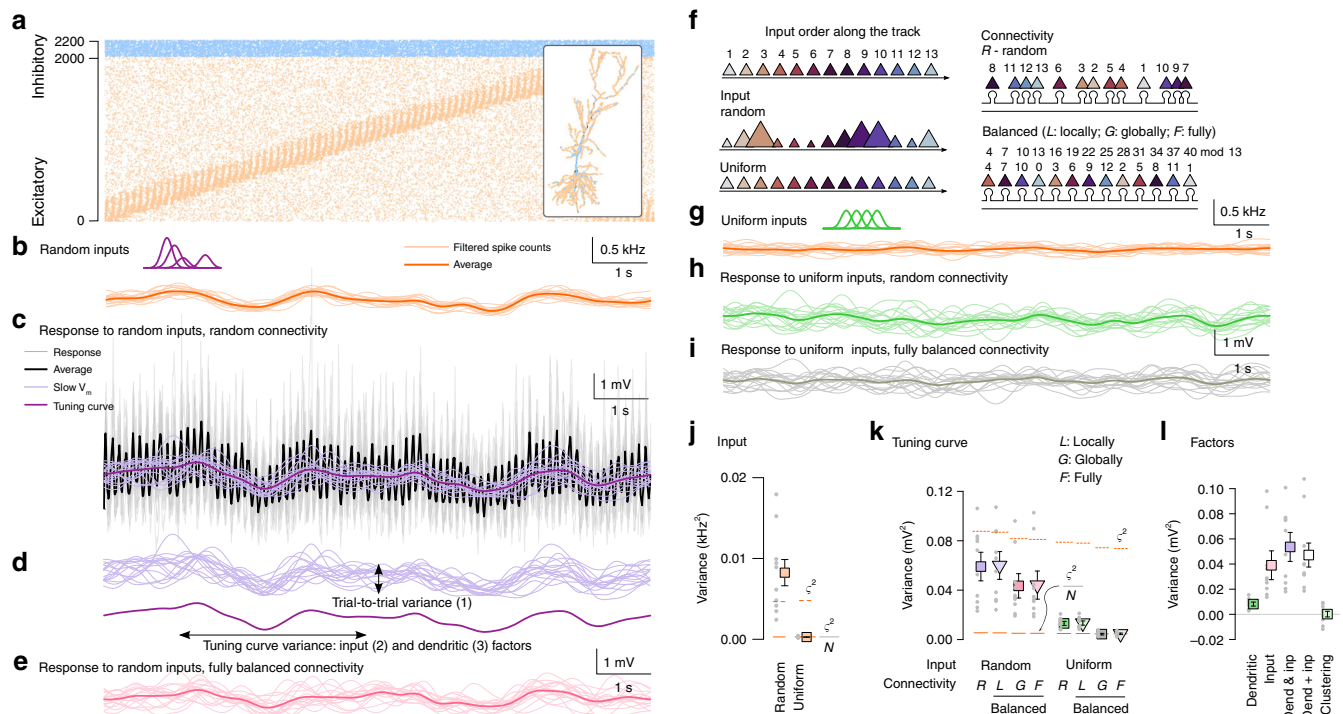 a
2200
2000
0
Inhibitory
Excitatory
b
Random inputs
Filtered spike counts
Average
0.5 kHz
1 s
c
Response to random inputs, random connectivity
Response
Average
Slow Vm
Tuning curve
1 mV
1 s
d
Trial-to-trial variance (1)
Tuning curve variance: input (2) and dendritic (3) factors
e
Response to random inputs, fully balanced connectivity
1 mV
1 s
f
Input order along the track
1 2 3 4 5 6 7 8 9 10 11 12 13
Input
random
Uniform
Connectivity
R - random
8 11 12 13 6 3 2 5 4 1 10 9 7
Balanced (L: locally; G: globally; F: fully)
4 7 10 13 16 19 22 25 28 31 34 37 40 mod 13
4 7 10 0 3 6 9 12 2 5 8 11 1
g
Uniform inputs
0.5 kHz
1 s
h
Response to uniform inputs, random connectivity
1 mV
1 s
i
Response to uniform inputs, fully balanced connectivity
j
Input
Variance (kHz²)
0.02
0.01
0.00
ς²
ς²
N
Random
Uniform
k
Tuning curve
L: Locally
G: Globally
F: Fully
Variance (mV²)
0.12
0.08
0.04
0.00
ς²
ς²
N
Input
Random
Uniform
Connectivity
R L G F R L G F
Balanced
Balanced
l
Factors
Variance (mV²)
0.10
0.08
0.06
0.04
0.02
0.00
−0.02
Dendritic
Input
Dend & inp
Dend + inp
Clustering